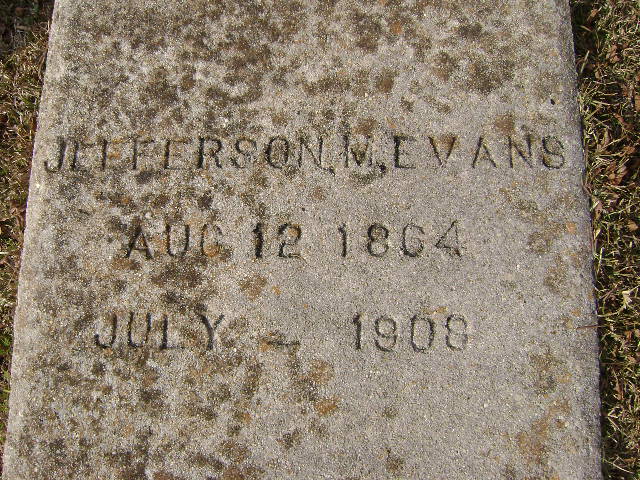 JEFFERSON. M. EVANS
AUG 12 1864
JULY — 1908